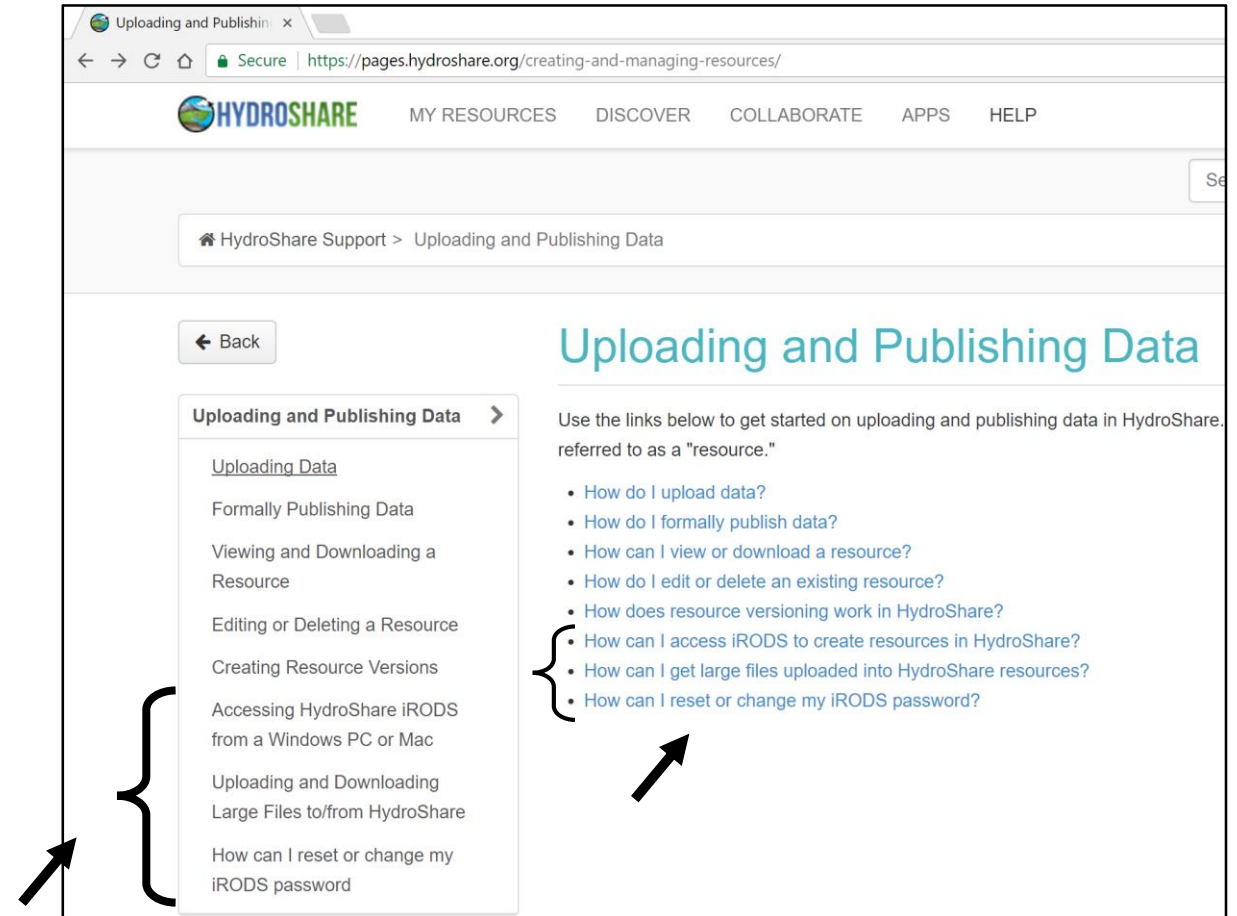 Uploading and Publishin
Secure https://pages.hydroshare.org/creating-and-managing-resources/
HYDROSHARE MY RESOURCES DISCOVER COLLABORATE APPS HELP
Se
HydroShare Support > Uploading and Publishing Data
Back
Uploading and Publishing Data
Uploading Data
Formally Publishing Data
Viewing and Downloading a
Resource
Editing or Deleting a Resource
Creating Resource Versions
Accessing HydroShare iRODS
from a Windows PC or Mac
Uploading and Downloading
Large Files to/from HydroShare
How can I reset or change my
iRODS password
Uploading and Publishing Data
Use the links below to get started on uploading and publishing data in HydroShare.
referred to as a "resource."
• How do I upload data?
• How do I formally publish data?
• How can I view or download a resource?
• How do I edit or delete an existing resource?
• How does resource versioning work in HydroShare?
• How can I access iRODS to create resources in HydroShare?
• How can I get large files uploaded into HydroShare resources?
• How can I reset or change my iRODS password?